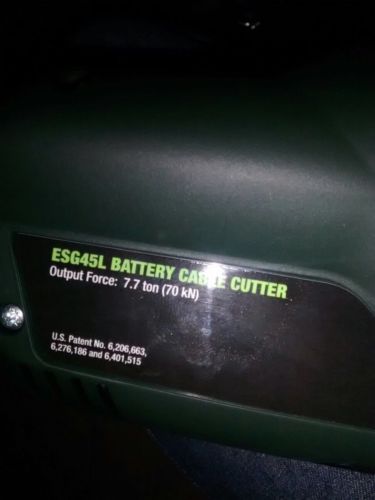 ESG45L BATTERY CABLE CUTTER
Output Force: 7.7 ton (70 kN)
U.S. Patent No. 6,206,663,
6,276,186 and 6,401,515